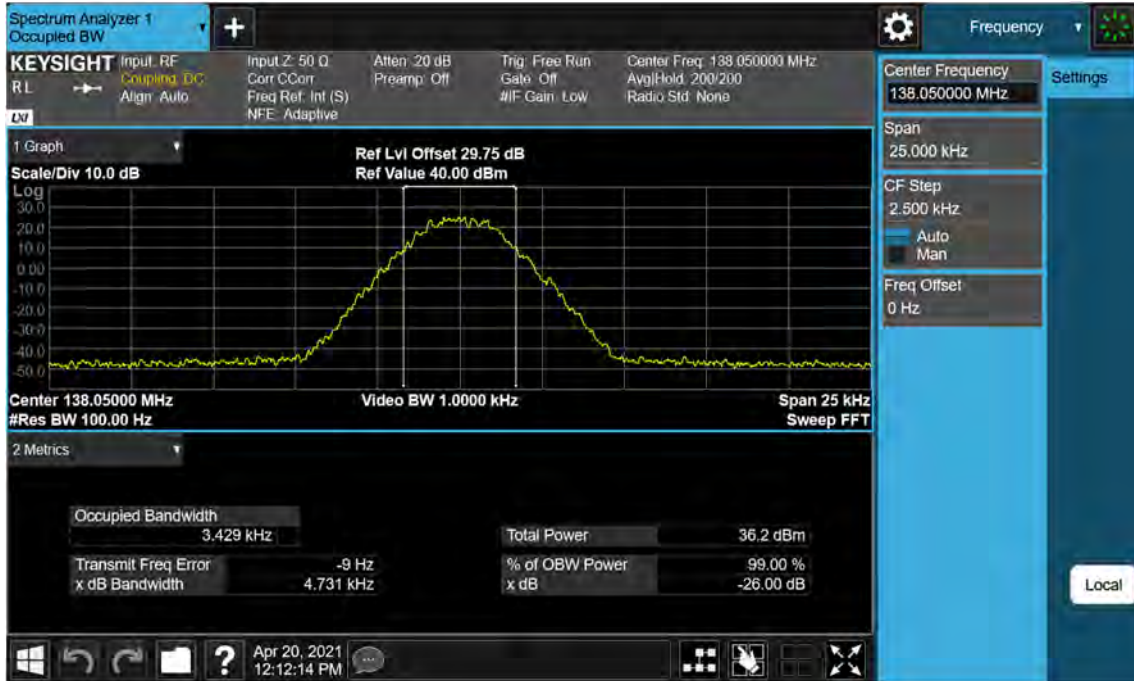 Spectrum Analyzer 1
Occupied BW
+
Frequency
KEYSIGHT
RL
LXI
Input: RF
Coupling: DC
Align: Auto
Input Z: 50 Ω
Corr CCorr
Freq Ref: Int (S)
NFE: Adaptive
Atten: 20 dB
Preamp: Off
Trig: Free Run
Gate: Off
#IF Gain: Low
Center Freq: 138.050000 MHz
Avg|Hold: 200/200
Radio Std: None
Center Frequency
138.050000 MHz
Settings
Span
25.000 kHz
CF Step
2.500 kHz
Auto
Man
Freq Offset
0 Hz
Local
1 Graph
Scale/Div 10.0 dB
Ref Lvl Offset 29.75 dB
Ref Value 40.00 dBm
Log
30.0
20.0
10.0
0.00
-10.0
-20.0
-30.0
-40.0
-50.0
Center 138.05000 MHz
#Res BW 100.00 Hz
Video BW 1.0000 kHz
Span 25 kHz
Sweep FFT
2 Metrics
Occupied Bandwidth
3.429 kHz
Total Power 36.2 dBm
Transmit Freq Error -9 Hz
% of OBW Power 99.00 %
x dB Bandwidth 4.731 kHz
x dB -26.00 dB
?
Apr 20, 2021
12:12:14 PM